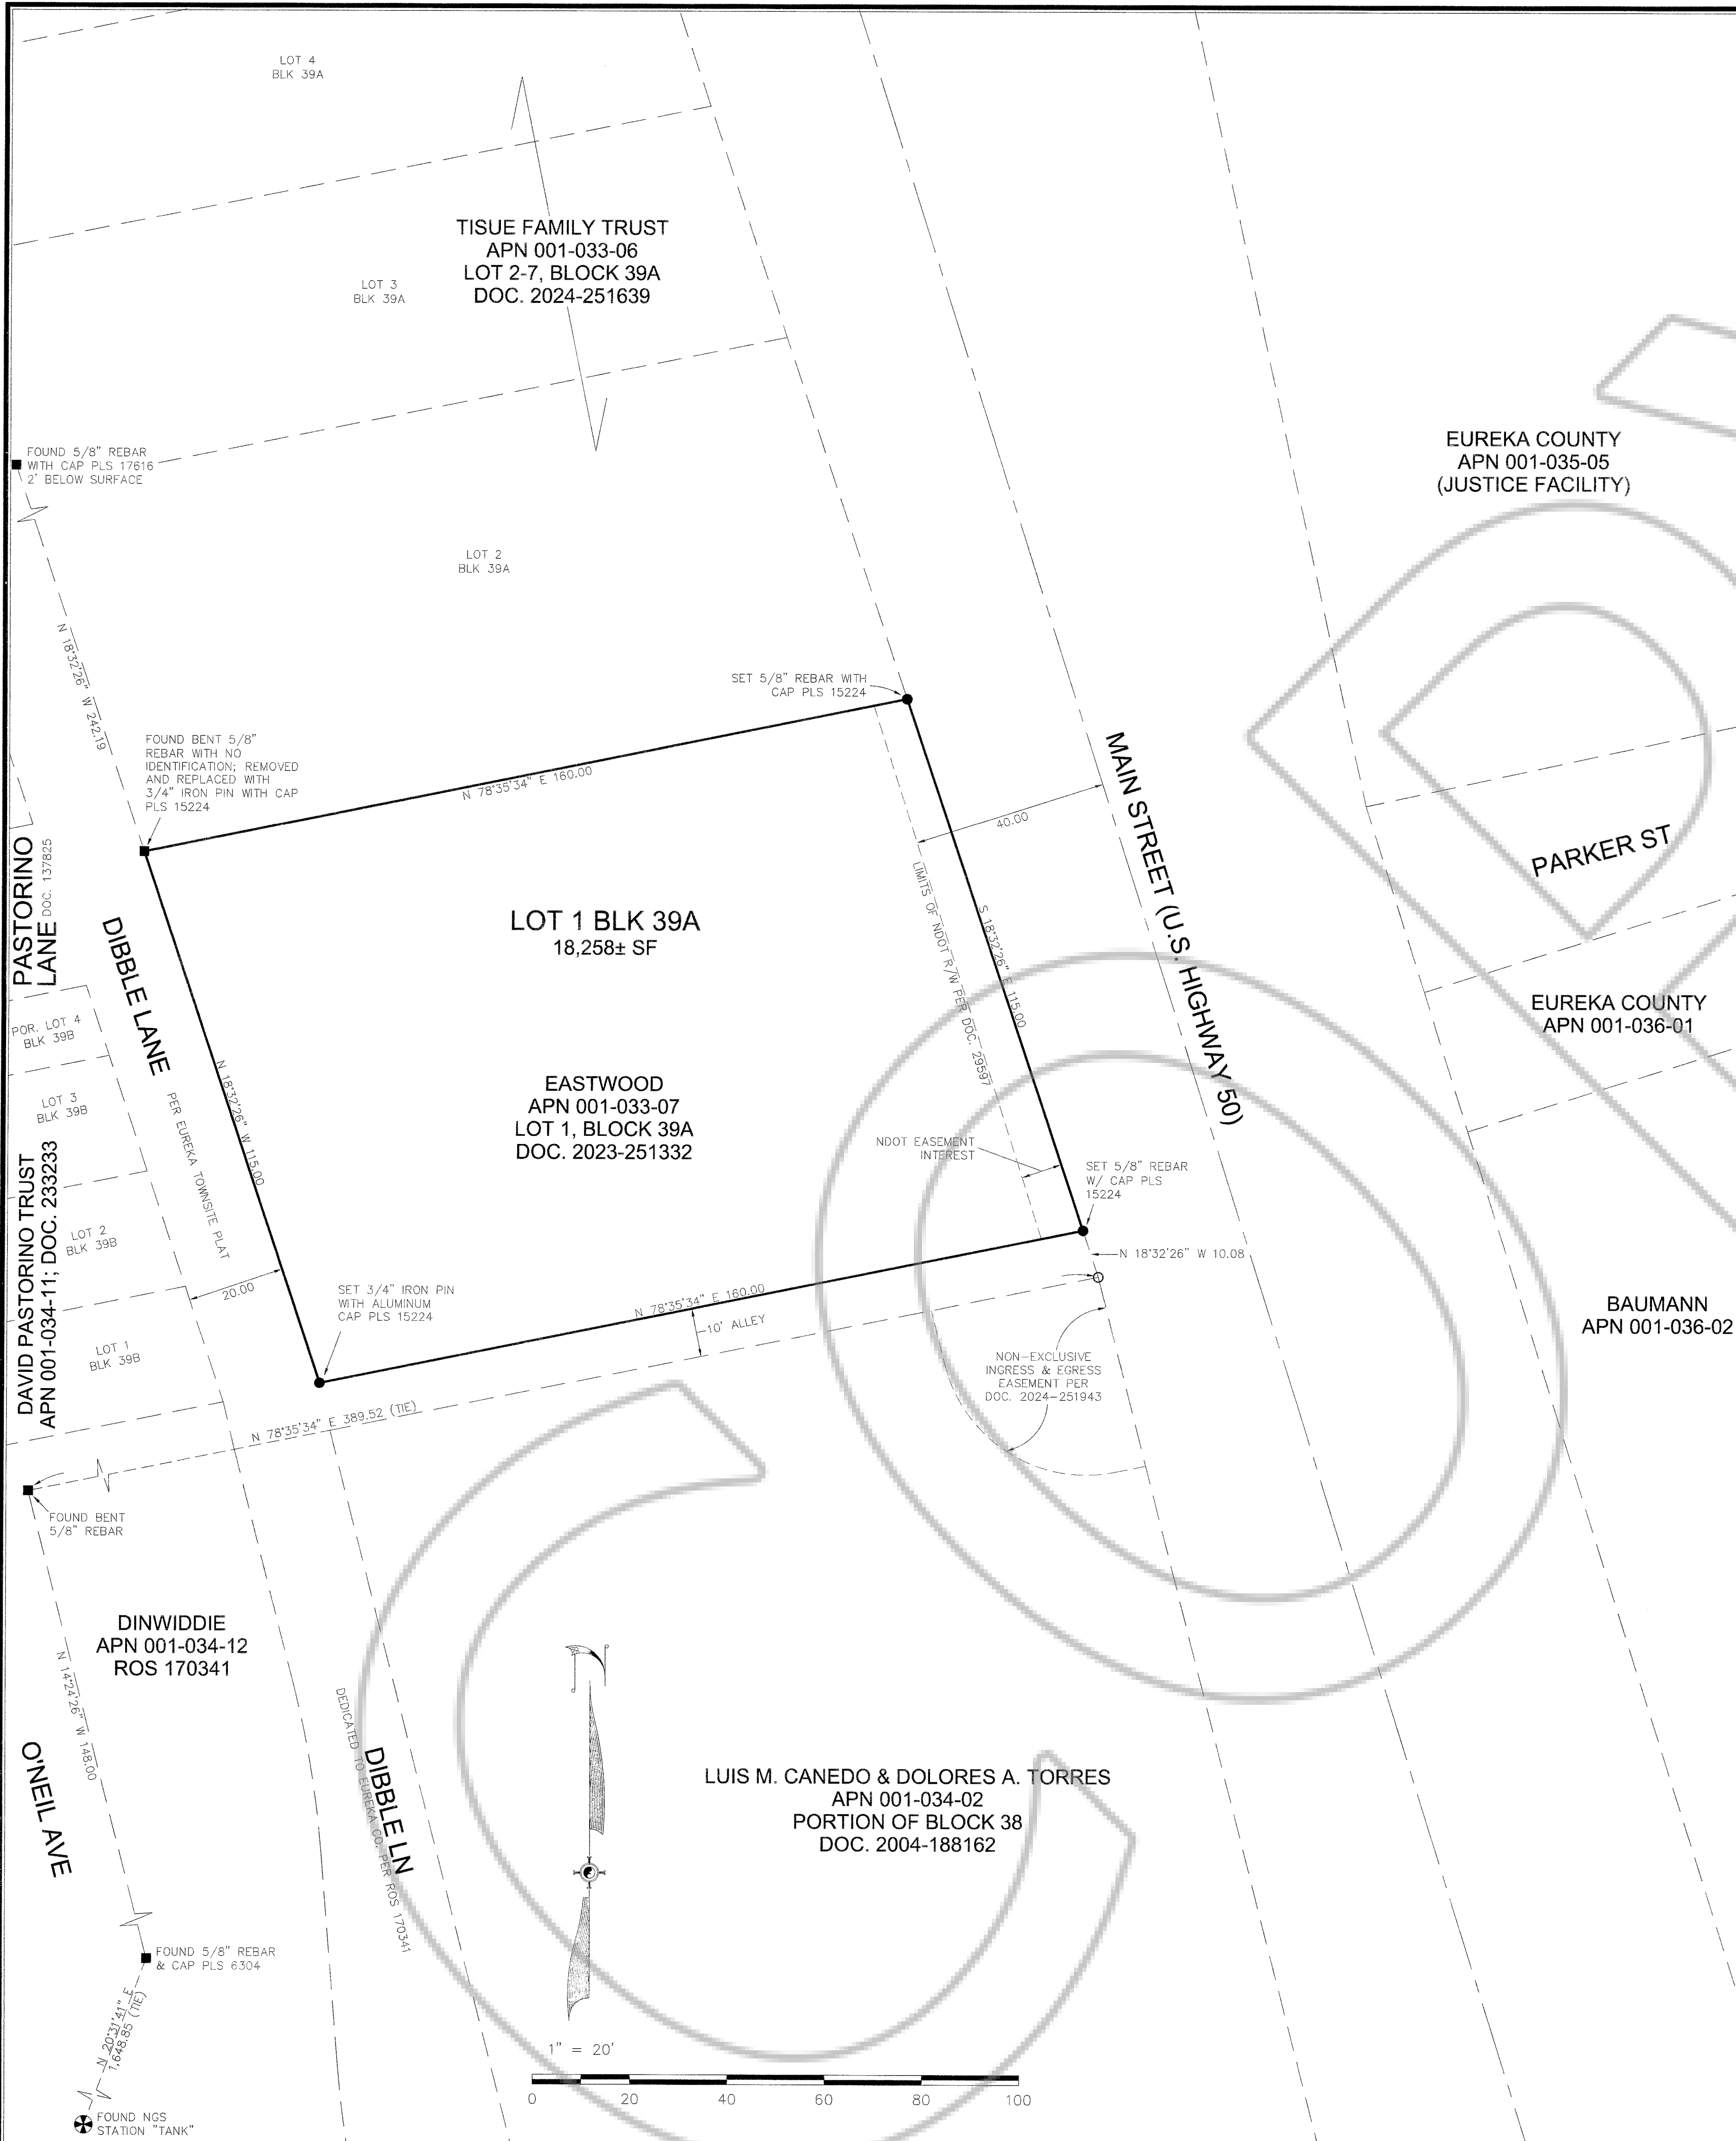 LOT 4
BLK 39A
TISUE FAMILY TRUST
APN 001-033-06
LOT 2-7, BLOCK 39A
DOC. 2024-251639
LOT 3
BLK 39A
EUREKA COUNTY
APN 001-035-05
(JUSTICE FACILITY)
FOUND 5/8" REBAR
WITH CAP PLS 17616
2' BELOW SURFACE
LOT 2
BLK 39A
N 18°32'26" W 242.19
SET 5/8" REBAR WITH
CAP PLS 15224
FOUND BENT 5/8"
REBAR WITH NO
IDENTIFICATION; REMOVED
AND REPLACED WITH
3/4" IRON PIN WITH CAP
PLS 15224
N 78°35'34" E 160.00
40.00
MAIN STREET (U.S. HIGHWAY 50)
PARKER ST
PASTORINO
LANE DOC. 137825
DIBBLE LANE
PER EUREKA TOWNSITE PLAT
LOT 1 BLK 39A
18,258± SF
LIMITS OF NDOT R/W PER DOC. 29597
S 18°32'26" E 115.00
EUREKA COUNTY
APN 001-036-01
POR. LOT 4
BLK 39B
LOT 3
BLK 39B
N 18°32'26" W 115.00
EASTWOOD
APN 001-033-07
LOT 1, BLOCK 39A
DOC. 2023-251332
NDOT EASEMENT
INTEREST
SET 5/8" REBAR
W/ CAP PLS
15224
DAVID PASTORINO TRUST
APN 001-034-11; DOC. 233233
LOT 2
BLK 39B
20.00
N 18°32'26" W 10.08
SET 3/4" IRON PIN
WITH ALUMINUM
CAP PLS 15224
N 78°35'34" E 160.00
10' ALLEY
BAUMANN
APN 001-036-02
LOT 1
BLK 39B
NON-EXCLUSIVE
INGRESS & EGRESS
EASEMENT PER
DOC. 2024-251943
N 78°35'34" E 389.52 (TIE)
FOUND BENT
5/8" REBAR
DINWIDDIE
APN 001-034-12
ROS 170341
N 14°24'26" W 148.00
O'NEIL AVE
DIBBLE LN
DEDICATED TO EUREKA CO. PER ROS 170341
N
LUIS M. CANEDO & DOLORES A. TORRES
APN 001-034-02
PORTION OF BLOCK 38
DOC. 2004-188162
FOUND 5/8" REBAR
& CAP PLS 6304
N 20°31'41" E
1,648.85 (TIE)
1" = 20'
0 20 40 60 80 100
FOUND NGS
STATION "TANK"